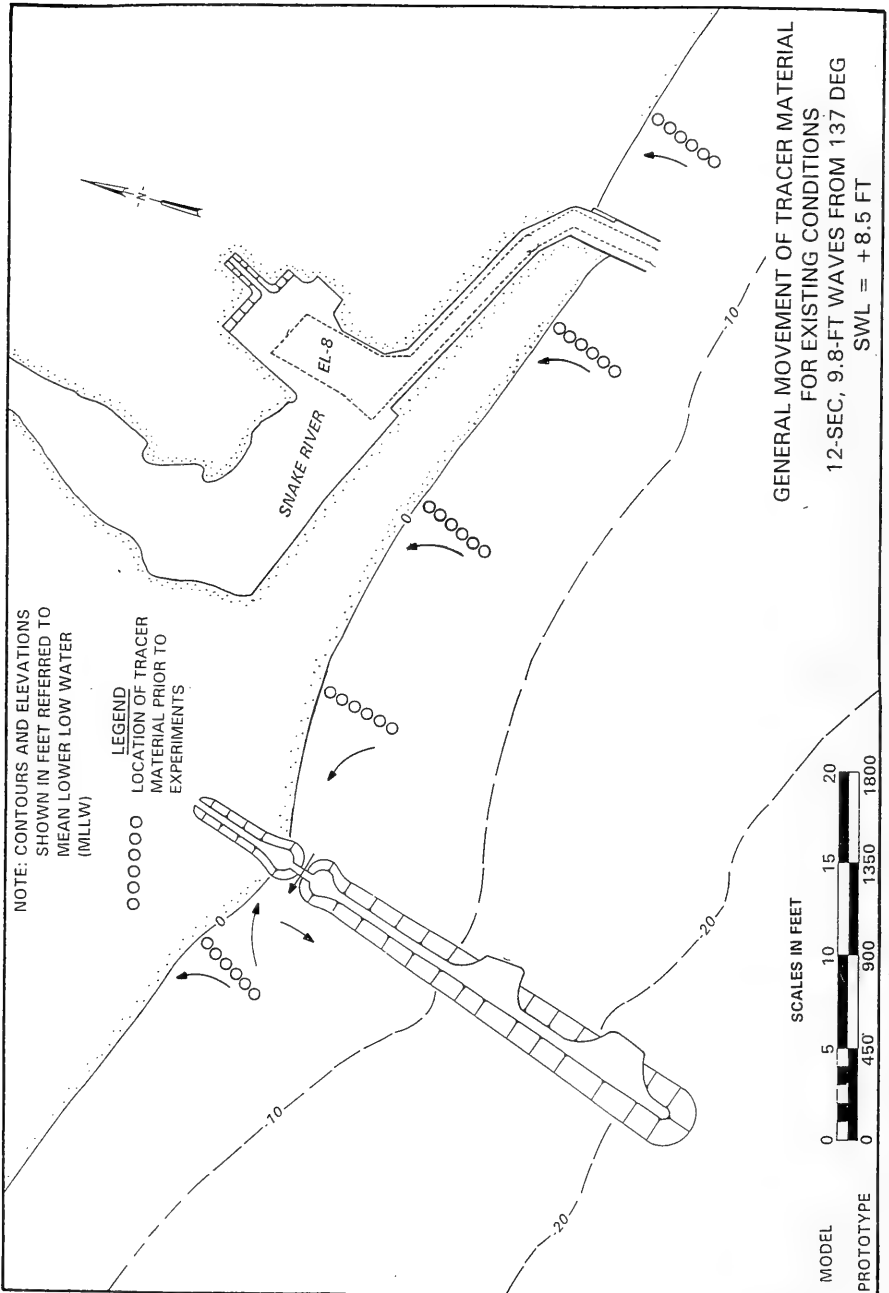 NOTE: CONTOURS AND ELEVATIONS
SHOWN IN FEET REFERRED TO
MEAN LOWER LOW WATER
(MLLW)
LEGEND
LOCATION OF TRACER
MATERIAL PRIOR TO
EXPERIMENTS
N
SNAKE RIVER
EL-8
0
0
-10
-10
-20
-20
SCALES IN FEET
MODEL
0 5 10 15 20
PROTOTYPE
0 450 900 1350 1800
GENERAL MOVEMENT OF TRACER MATERIAL
FOR EXISTING CONDITIONS
12-SEC, 9.8-FT WAVES FROM 137 DEG
SWL = +8.5 FT